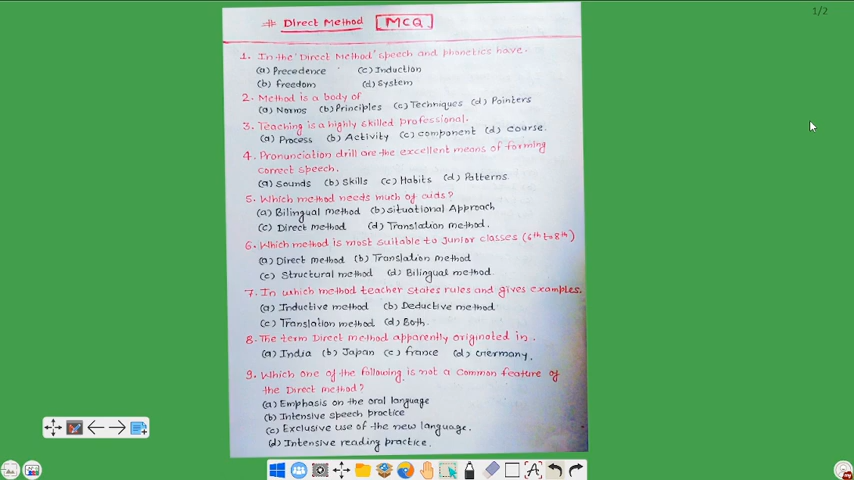 1/2
# Direct Method MCQ
1. In the 'Direct Method' speech and phonetics have.
(a) Precedence (c) Induction
(b) freedom (d) System
2. Method is a body of
(a) Norms (b) Principles (c) Techniques (d) Pointers
3. Teaching is a highly skilled professional.
(a) Process (b) Activity (c) component (d) course.
4. Pronunciation drill are the excellent means of forming
correct speech.
(a) Sounds (b) Skills (c) Habits (d) Patterns
5. Which method needs much of aids?
(a) Bilingual method (b) situational Approach
(c) Direct method (d) Translation method.
6. Which method is most suitable to Junior classes (6th to 8th)
(a) Direct method (b) Translation method
(c) Structural method (d) Bilingual method
7. In which method teacher states rules and gives examples.
(a) Inductive method (b) Deductive method
(c) Translation method (d) Both.
8. The term Direct method apparently originated in.
(a) India (b) Japan (c) france (d) Germany.
9. Which one of the following is not a Common feature of
the Direct method?
(a) Emphasis on the oral language
(b) Intensive speech practice
(c) Exclusive use of the new language.
(d) Intensive reading practice.